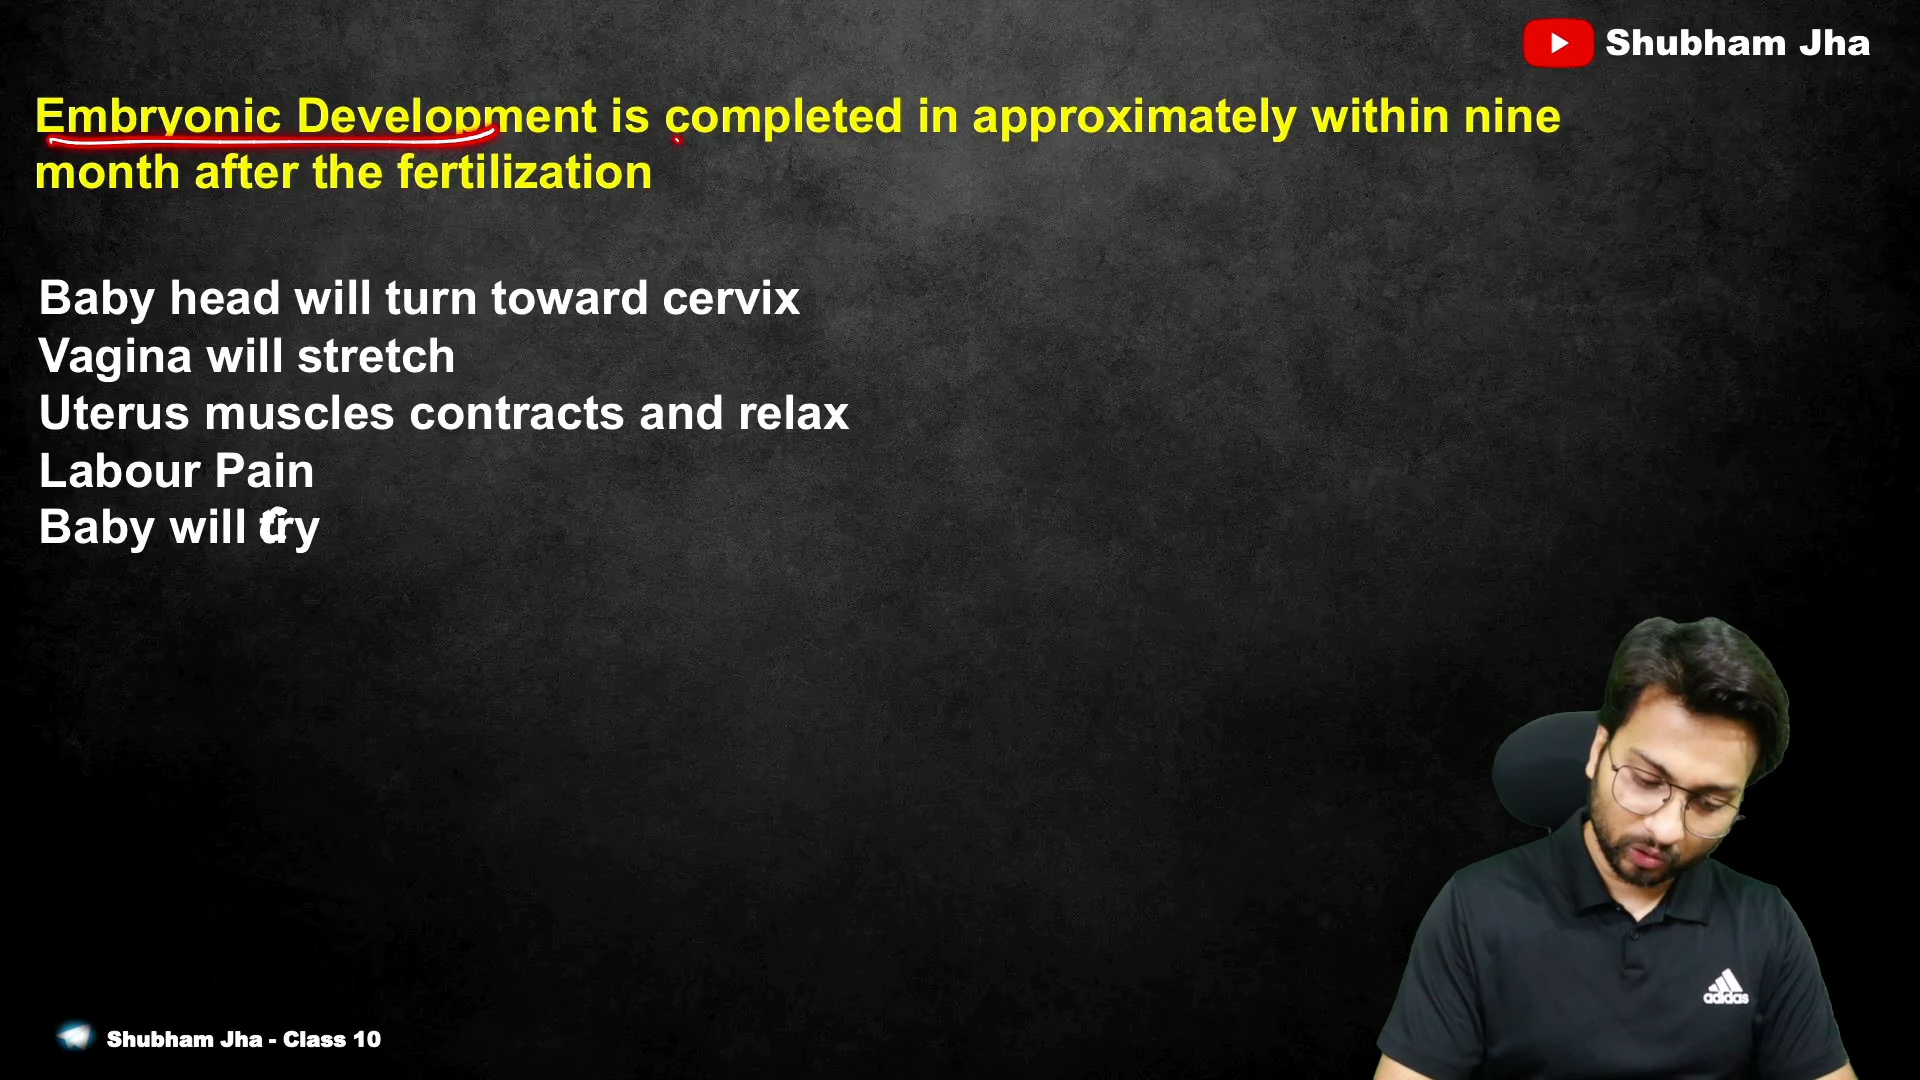 Shubham Jha
Embryonic Development is completed in approximately within nine
month after the fertilization
Baby head will turn toward cervix
Vagina will stretch
Uterus muscles contracts and relax
Labour Pain
Baby will cry
adidas
Shubham Jha - Class 10